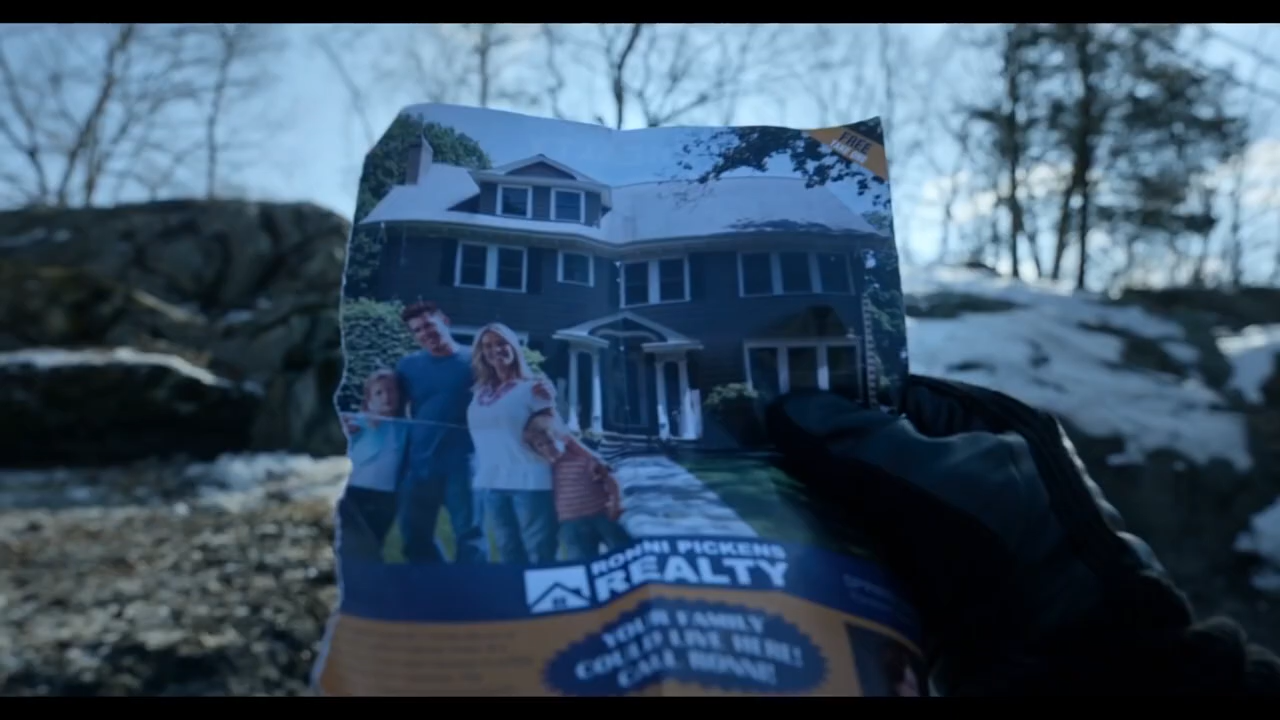 FREE
RONNI PICKENS
REALTY
YOUR FAMILY
COULD LIVE HERE!
CALL RONNI!